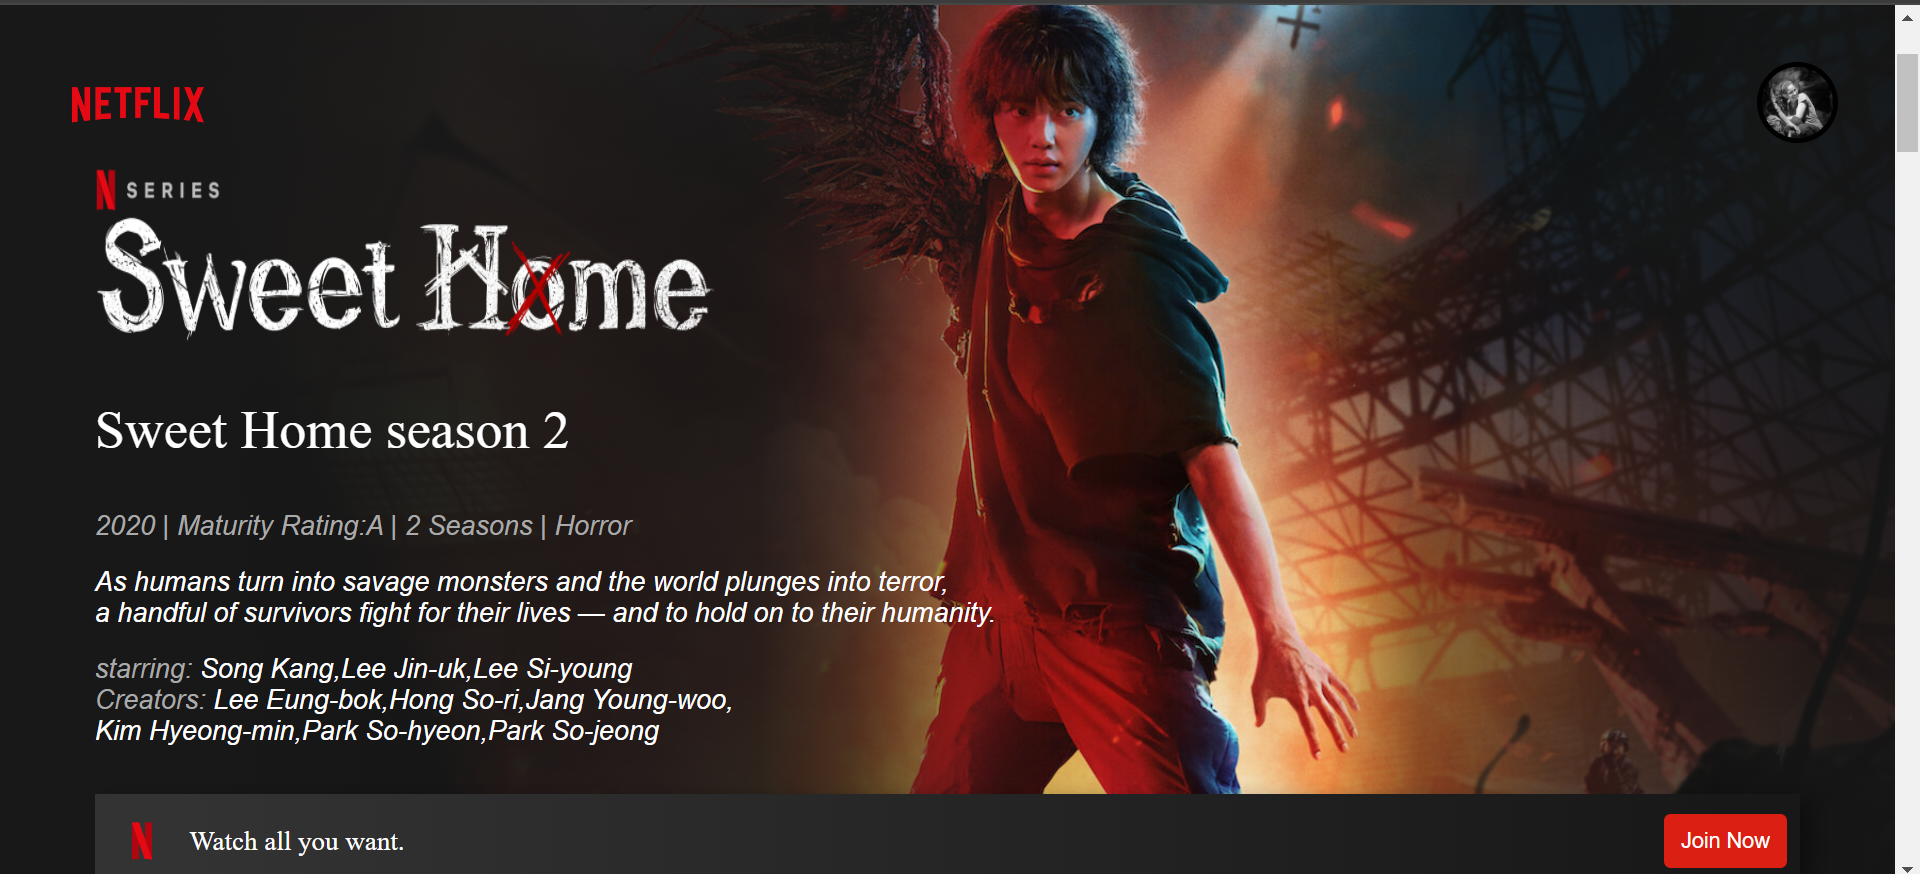 NETFLIX
N SERIES
Sweet Home
Sweet Home season 2
2020 | Maturity Rating:A | 2 Seasons | Horror
As humans turn into savage monsters and the world plunges into terror,
a handful of survivors fight for their lives — and to hold on to their humanity.
starring: Song Kang,Lee Jin-uk,Lee Si-young
Creators: Lee Eung-bok,Hong So-ri,Jang Young-woo,
Kim Hyeong-min,Park So-hyeon,Park So-jeong
N Watch all you want. Join Now